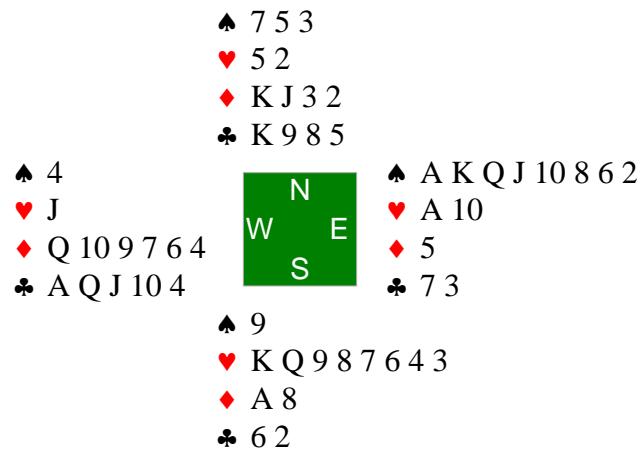 ♠ 7 5 3
♥ 5 2
♦ K J 3 2
♣ K 9 8 5
♠ 4
♥ J
♦ Q 10 9 7 6 4
♣ A Q J 10 4
N
W E
S
♠ A K Q J 10 8 6 2
♥ A 10
♦ 5
♣ 7 3
♠ 9
♥ K Q 9 8 7 6 4 3
♦ A 8
♣ 6 2